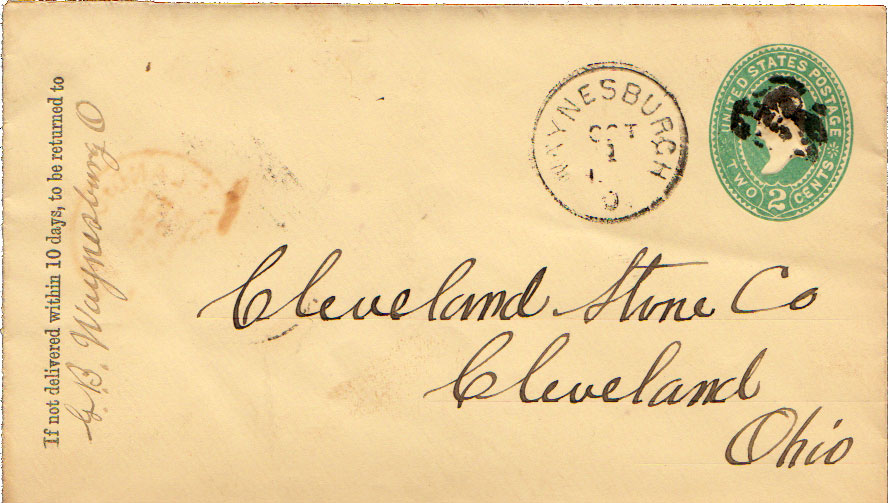 If not delivered within 10 days, to be returned to
G. B. Waynesburg O
WAYNESBURGH
OCT
1
O.
UNITED STATES POSTAGE
TWO 2 CENTS
Cleveland Stone Co
Cleveland
Ohio